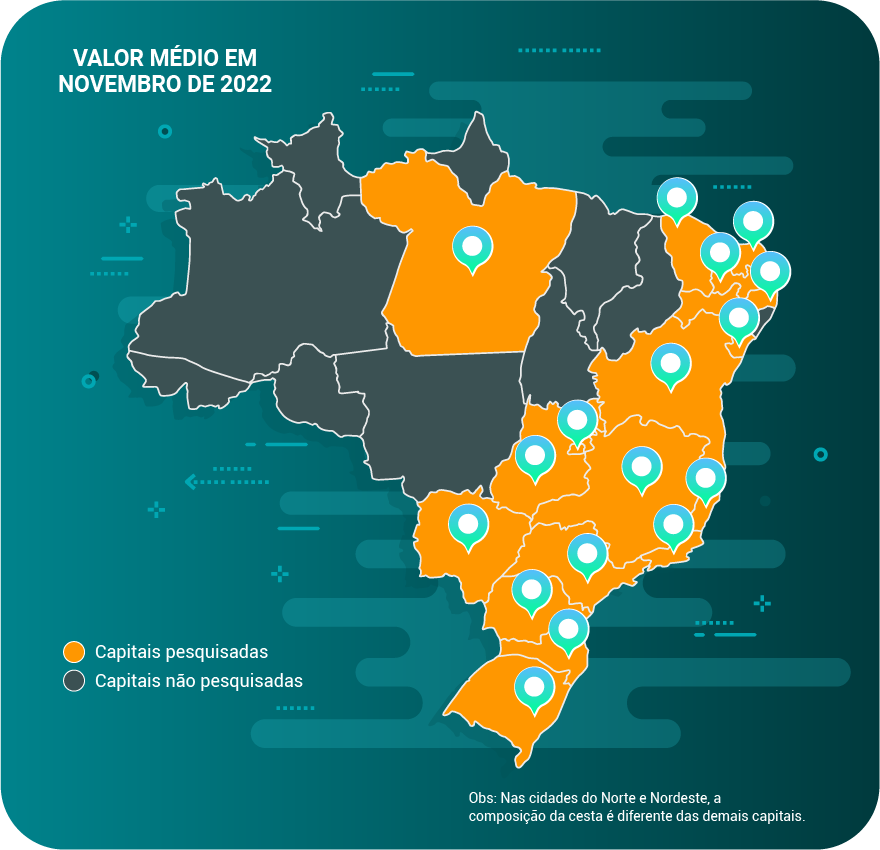 VALOR MÉDIO EM
NOVEMBRO DE 2022
Capitais pesquisadas
Capitais não pesquisadas
Obs: Nas cidades do Norte e Nordeste, a
composição da cesta é diferente das demais capitais.